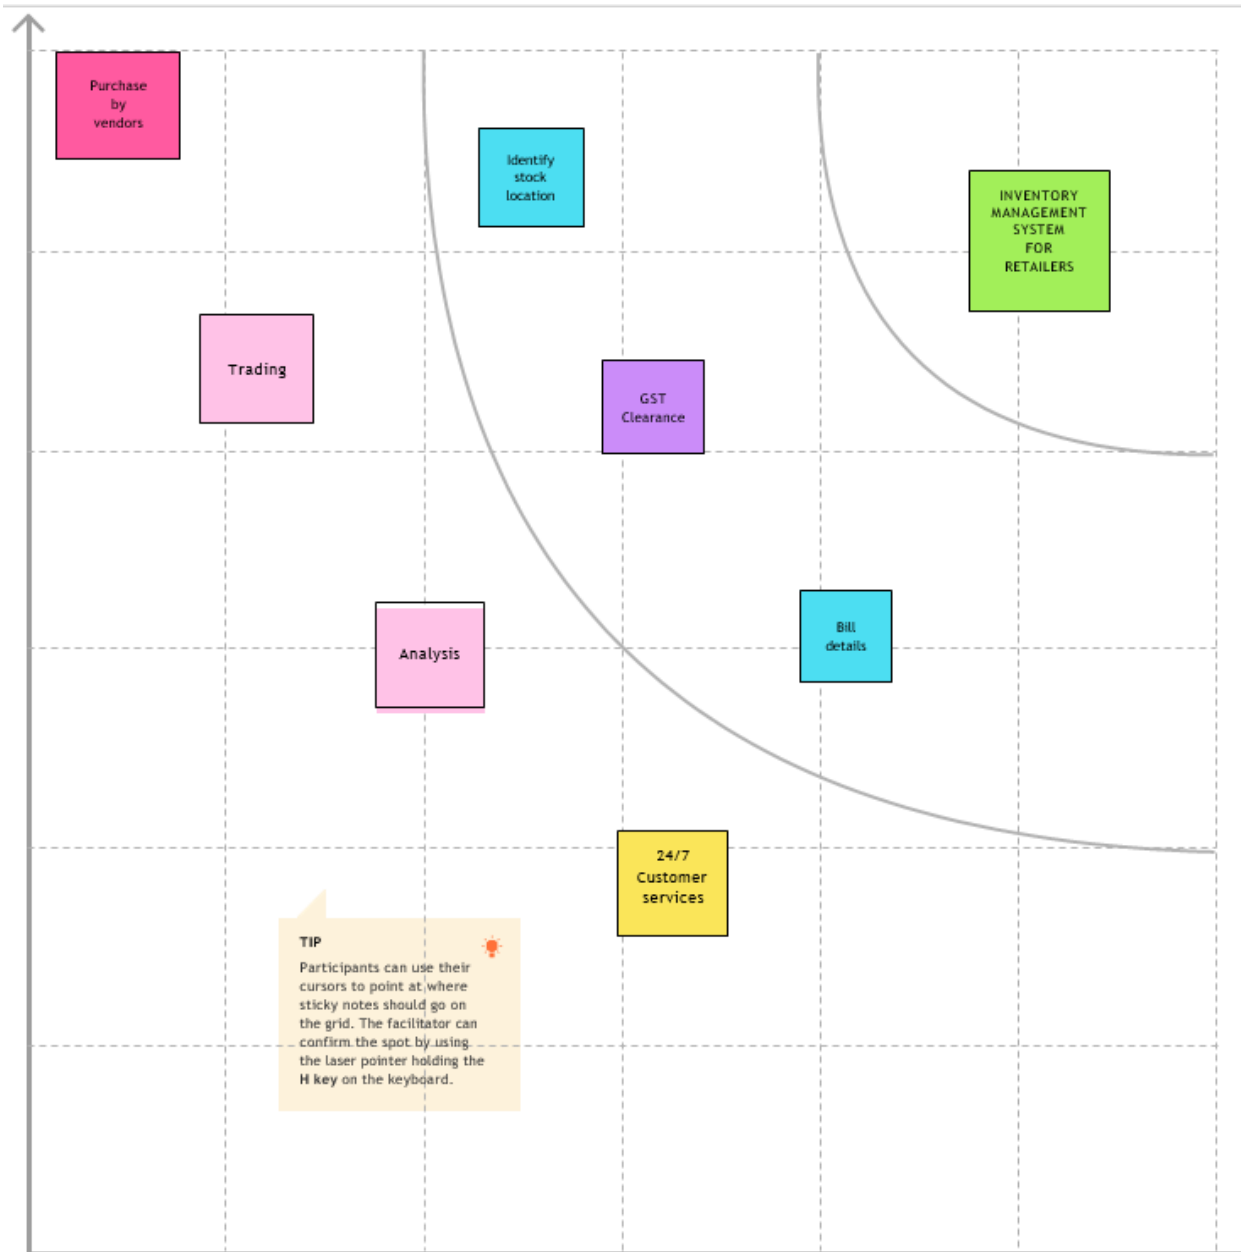 Purchase
by
vendors
Identify
stock
location
INVENTORY
MANAGEMENT
SYSTEM
FOR
RETAILERS
Trading
GST
Clearance
Analysis
Bill
details
24/7
Customer
services
TIP
Participants can use their
cursors to point at where
sticky notes should go on
the grid. The facilitator can
confirm the spot by using
the laser pointer holding the
H key on the keyboard.